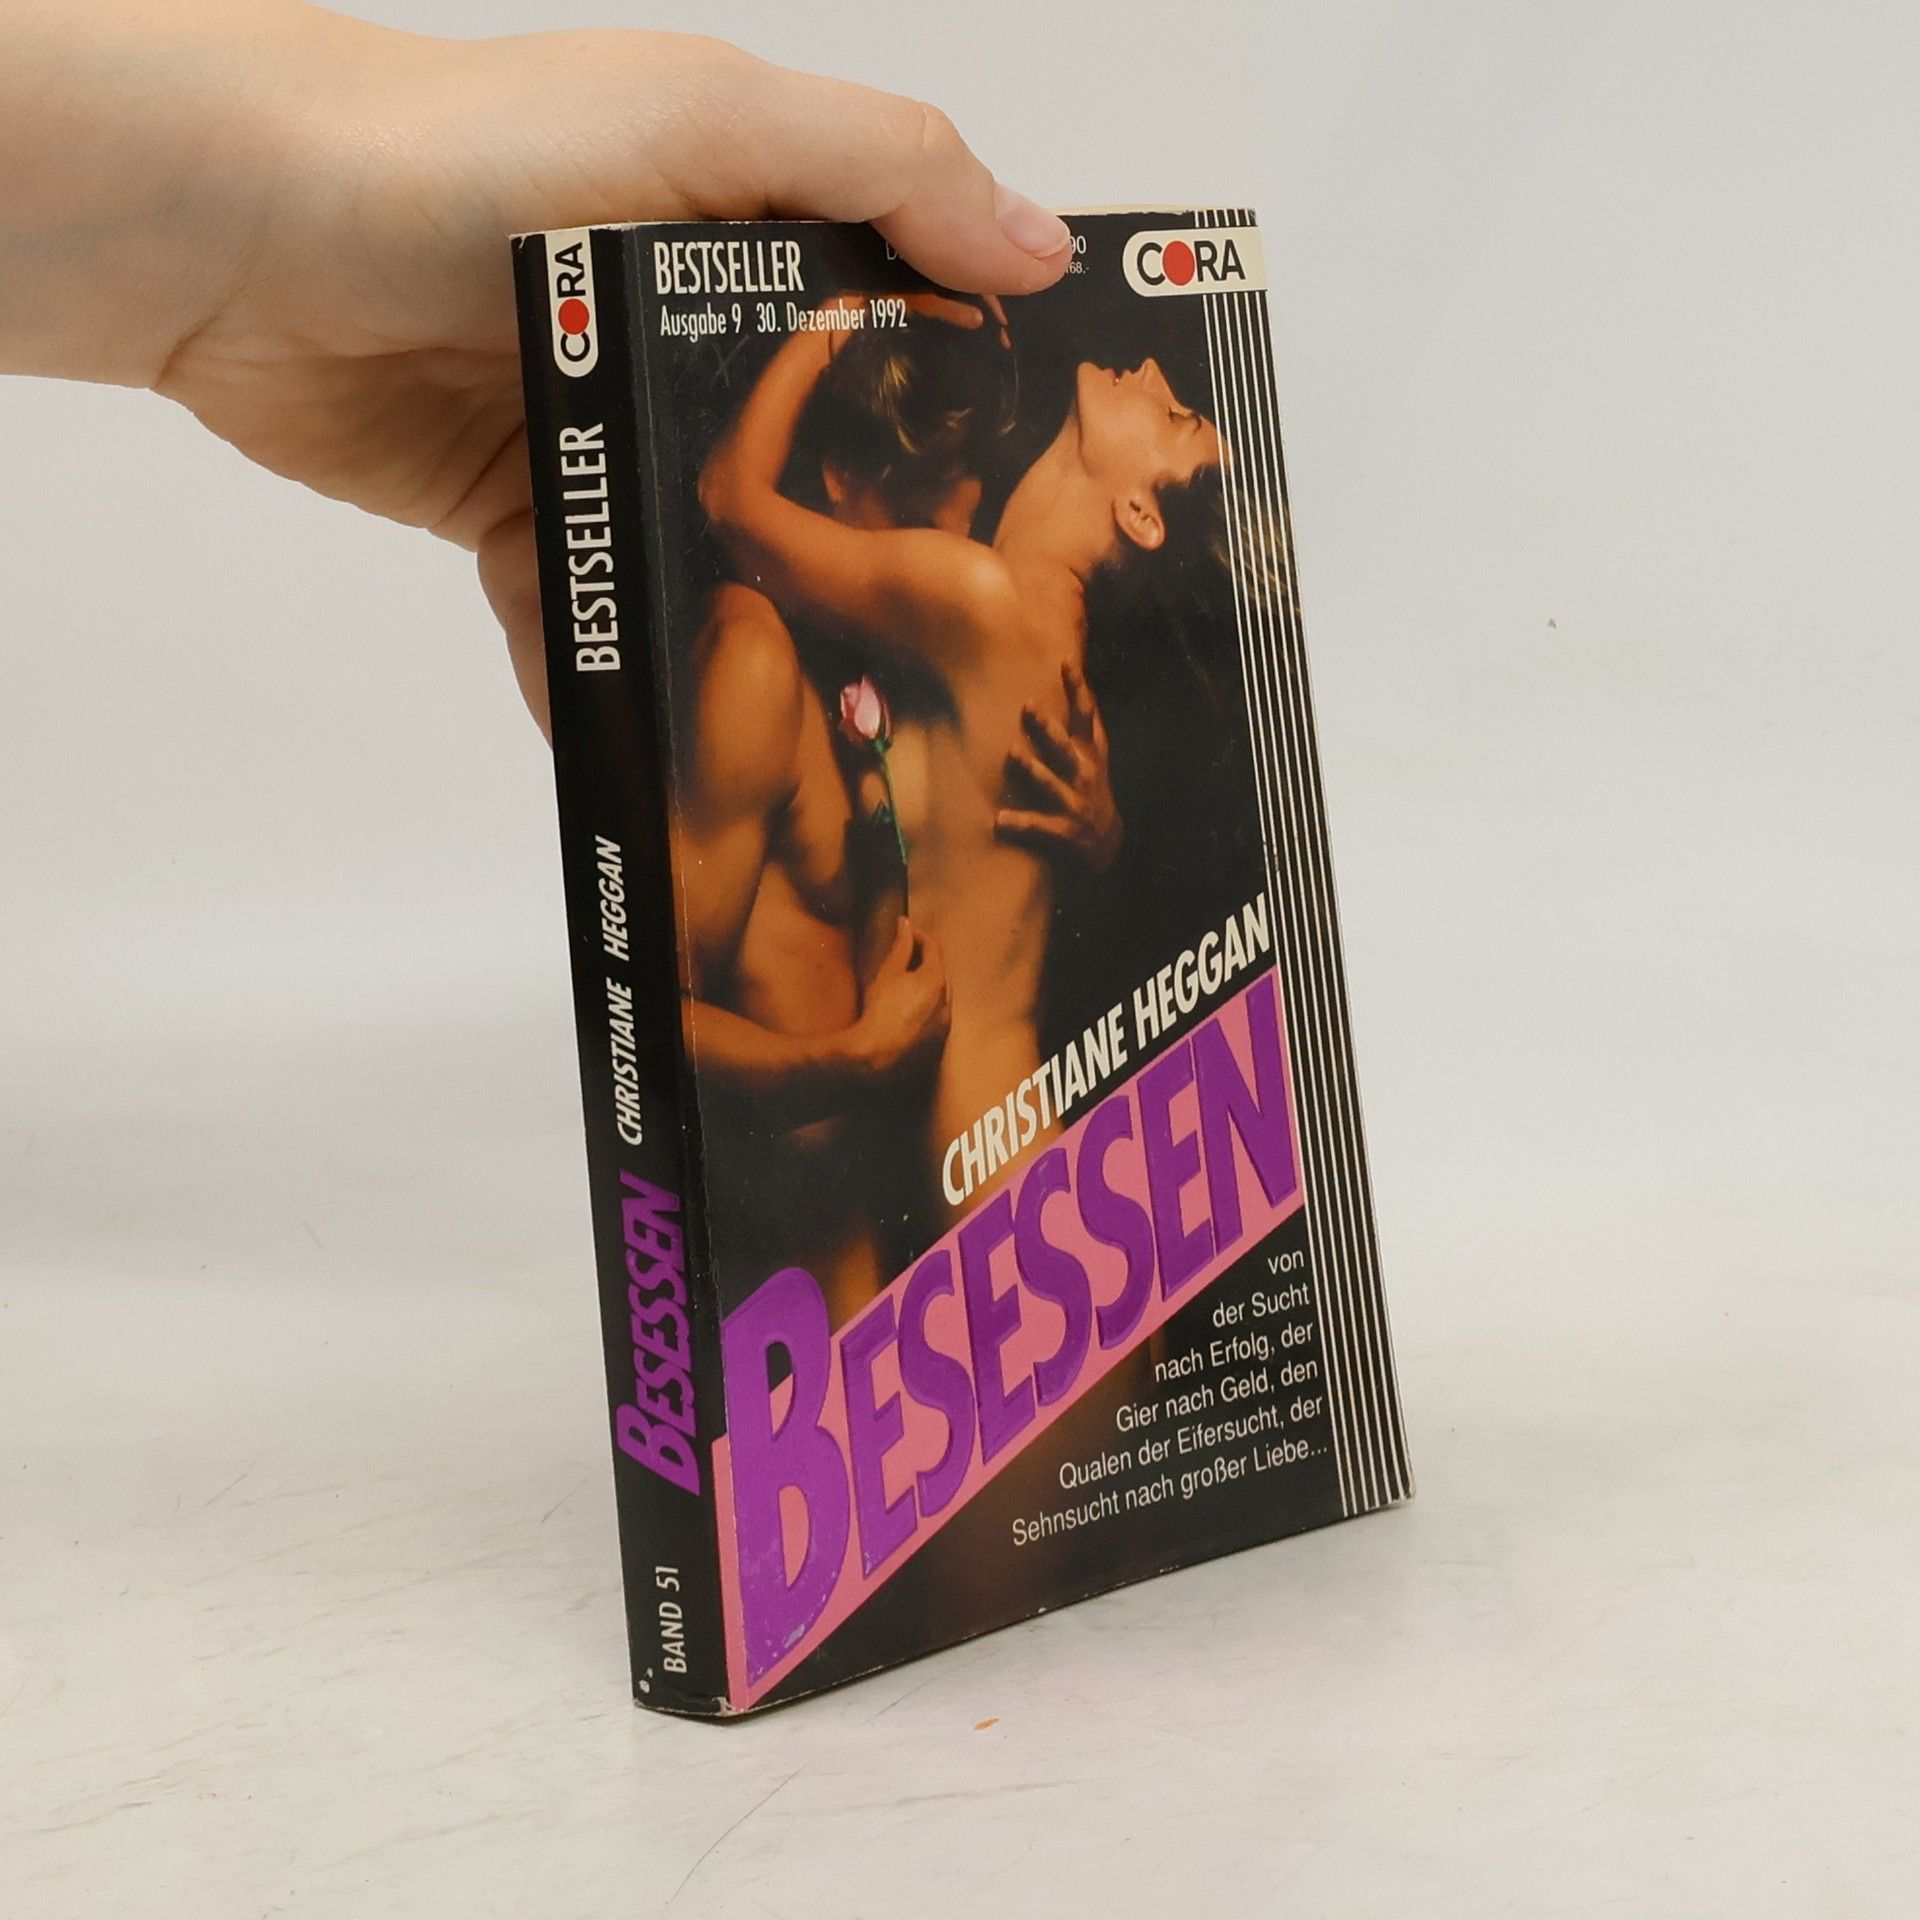 CORA
BESTSELLER
CHRISTIANE HEGGAN
BESESSEN
BAND 51
BESTSELLER
Ausgabe 9 30. Dezember 1992
CORA
CHRISTIANE HEGGAN
BESESSEN
von
der Sucht
nach Erfolg, der
Gier nach Geld, den
Qualen der Eifersucht, der
Sehnsucht nach großer Liebe...